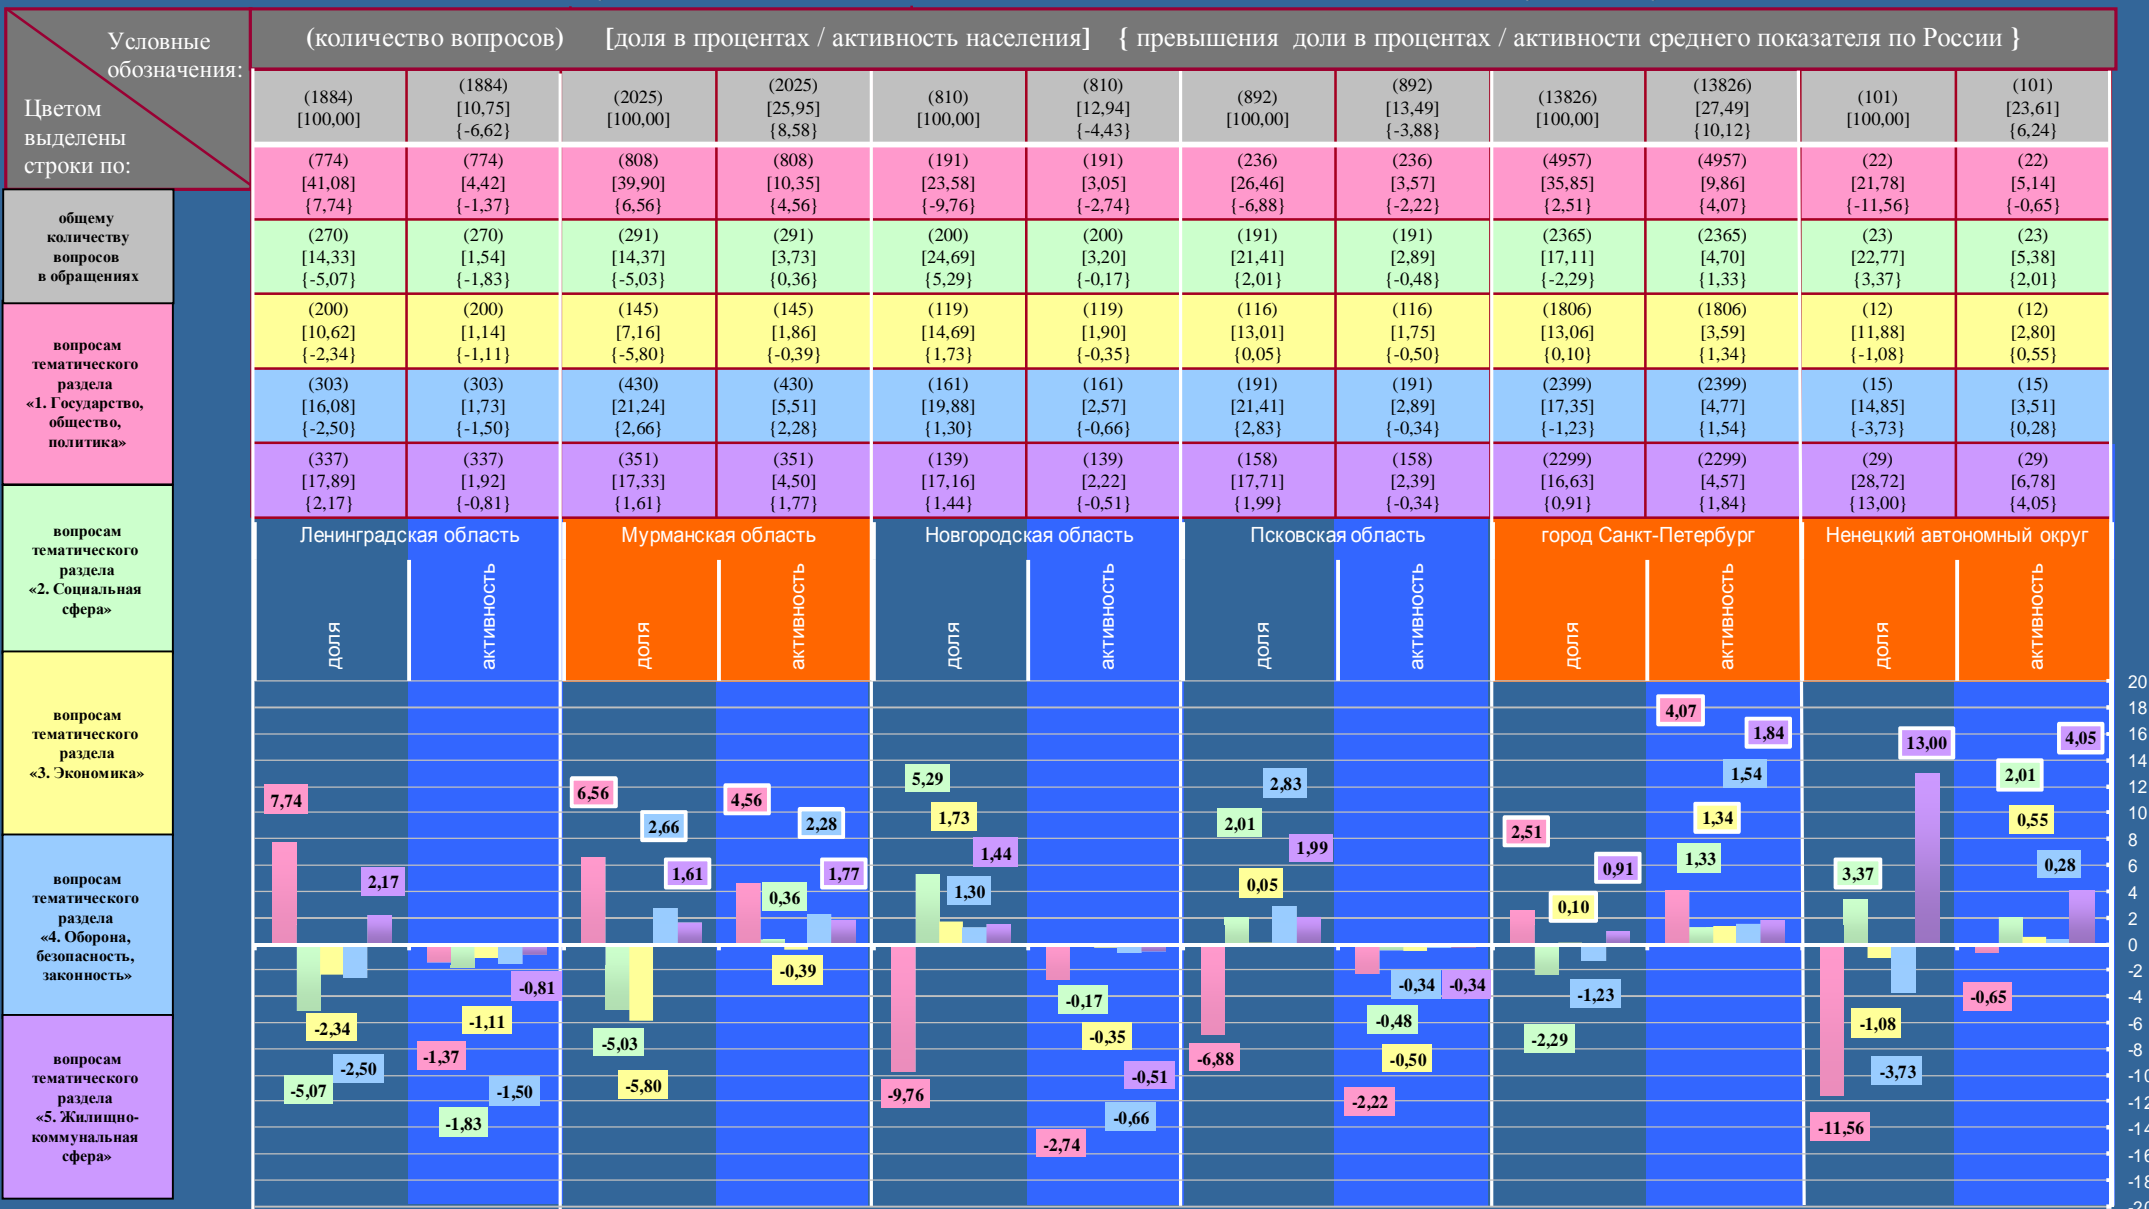 Условные
обозначения:
Цветом
выделены
строки по:
(количество вопросов) [доля в процентах / активность населения] { превышения доли в процентах / активности среднего показателя по России }
(1884) (1884) (2025) (2025) (810) (810) (892) (892) (13826) (13826) (101) (101)
[100,00] [10,75] [100,00] [25,95] [100,00] [12,94] [100,00] [13,49] [100,00] [27,49] [100,00] [23,61]
{-6,62} {8,58} {-4,43} {-3,88} {10,12} {6,24}
(774) (774) (808) (808) (191) (191) (236) (236) (4957) (4957) (22) (22)
[41,08] [4,42] [39,90] [10,35] [23,58] [3,05] [26,46] [3,57] [35,85] [9,86] [21,78] [5,14]
{7,74} {-1,37} {6,56} {4,56} {-9,76} {-2,74} {-6,88} {-2,22} {2,51} {4,07} {-11,56} {-0,65}
(270) (270) (291) (291) (200) (200) (191) (191) (2365) (2365) (23) (23)
[14,33] [1,54] [14,37] [3,73] [24,69] [3,20] [21,41] [2,89] [17,11] [4,70] [22,77] [5,38]
{-5,07} {-1,83} {-5,03} {0,36} {5,29} {-0,17} {2,01} {-0,48} {-2,29} {1,33} {3,37} {2,01}
(200) (200) (145) (145) (119) (119) (116) (116) (1806) (1806) (12) (12)
[10,62] [1,14] [7,16] [1,86] [14,69] [1,90] [13,01] [1,75] [13,06] [3,59] [11,88] [2,80]
{-2,34} {-1,11} {-5,80} {-0,39} {1,73} {-0,35} {0,05} {-0,50} {0,10} {1,34} {-1,08} {0,55}
(303) (303) (430) (430) (161) (161) (191) (191) (2399) (2399) (15) (15)
[16,08] [1,73] [21,24] [5,51] [19,88] [2,57] [21,41] [2,89] [17,35] [4,77] [14,85] [3,51]
{-2,50} {-1,50} {2,66} {2,28} {1,30} {-0,66} {2,83} {-0,34} {-1,23} {1,54} {-3,73} {0,28}
(337) (337) (351) (351) (139) (139) (158) (158) (2299) (2299) (29) (29)
[17,89] [1,92] [17,33] [4,50] [17,16] [2,22] [17,71] [2,39] [16,63] [4,57] [28,72] [6,78]
{2,17} {-0,81} {1,61} {1,77} {1,44} {-0,51} {1,99} {-0,34} {0,91} {1,84} {13,00} {4,05}
общему
количеству
вопросов
в обращениях
вопросам
тематического
раздела
«1. Государство,
общество,
политика»
вопросам
тематического
раздела
«2. Социальная
сфера»
вопросам
тематического
раздела
«3. Экономика»
вопросам
тематического
раздела
«4. Оборона,
безопасность,
законность»
вопросам
тематического
раздела
«5. Жилищно-
коммунальная
сфера»
Ленинградская область Мурманская область Новгородская область Псковская область город Санкт-Петербург Ненецкий автономный округ
доля активность доля активность доля активность доля активность доля активность доля активность
7,74
2,17
-5,07
-2,34
-2,50
-1,37
-1,83
-1,11
-1,50
-0,81
6,56
2,66
1,61
-5,03
-5,80
4,56
0,36
2,28
1,77
-0,39
5,29
1,73
1,30
1,44
-9,76
-2,74
-0,17
-0,35
-0,66
-0,51
2,01
0,05
2,83
1,99
-6,88
-2,22
-0,48
-0,50
-0,34
-0,34
2,51
0,10
0,91
-2,29
-1,23
4,07
1,33
1,34
1,54
1,84
3,37
13,00
-11,56
-1,08
-3,73
2,01
0,55
0,28
4,05
-0,65
20
18
16
14
12
10
8
6
4
2
0
-2
-4
-6
-8
-10
-12
-14
-16
-18